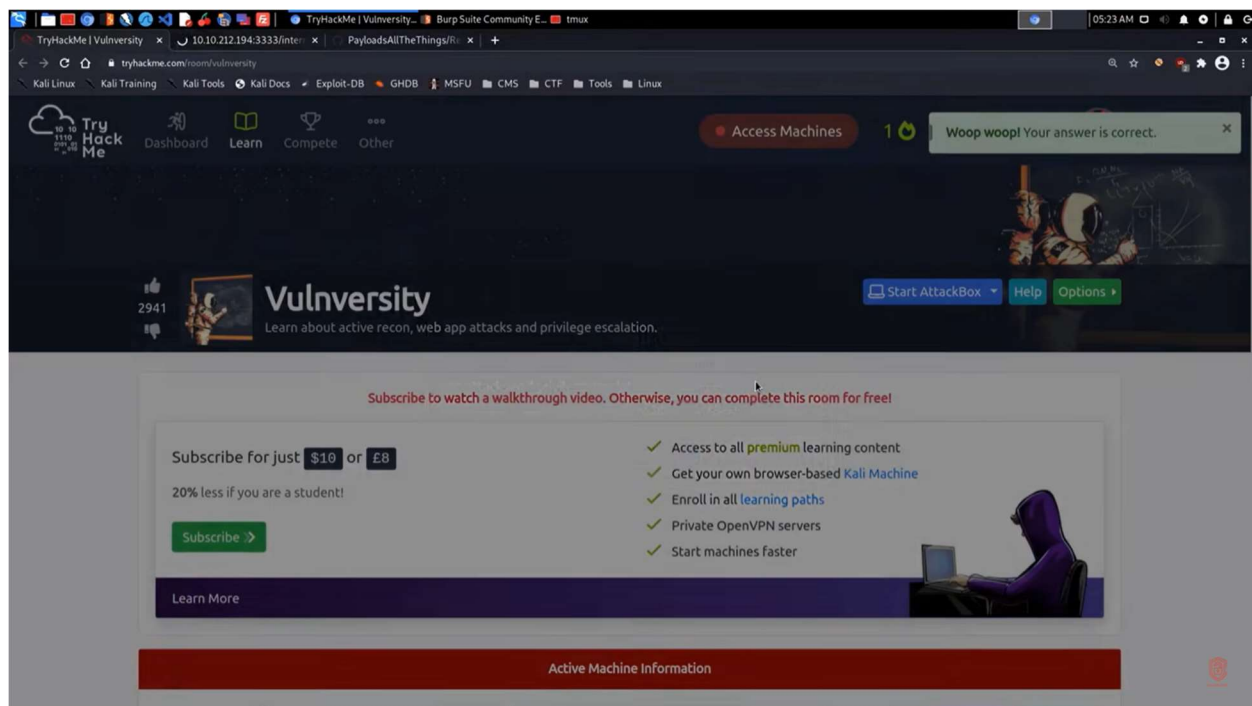 TryHackMe | Vulnversity... Burp Suite Community E... tmux 05:23 AM
TryHackMe | Vulnversity 10.10.212.194:3333/inter PayloadsAllTheThings/Re
tryhackme.com/room/vulnversity
Kali Linux Kali Training Kali Tools Kali Docs Exploit-DB GHDB MSFU CMS CTF Tools Linux
Try Hack Me
Dashboard Learn Compete Other
Access Machines 1 Woop woop! Your answer is correct.
2941
Vulnversity
Start AttackBox Help Options
Learn about active recon, web app attacks and privilege escalation.
Subscribe to watch a walkthrough video. Otherwise, you can complete this room for free!
Subscribe for just $10 or £8
20% less if you are a student!
Subscribe
Access to all premium learning content
Get your own browser-based Kali Machine
Enroll in all learning paths
Private OpenVPN servers
Start machines faster
Learn More
Active Machine Information